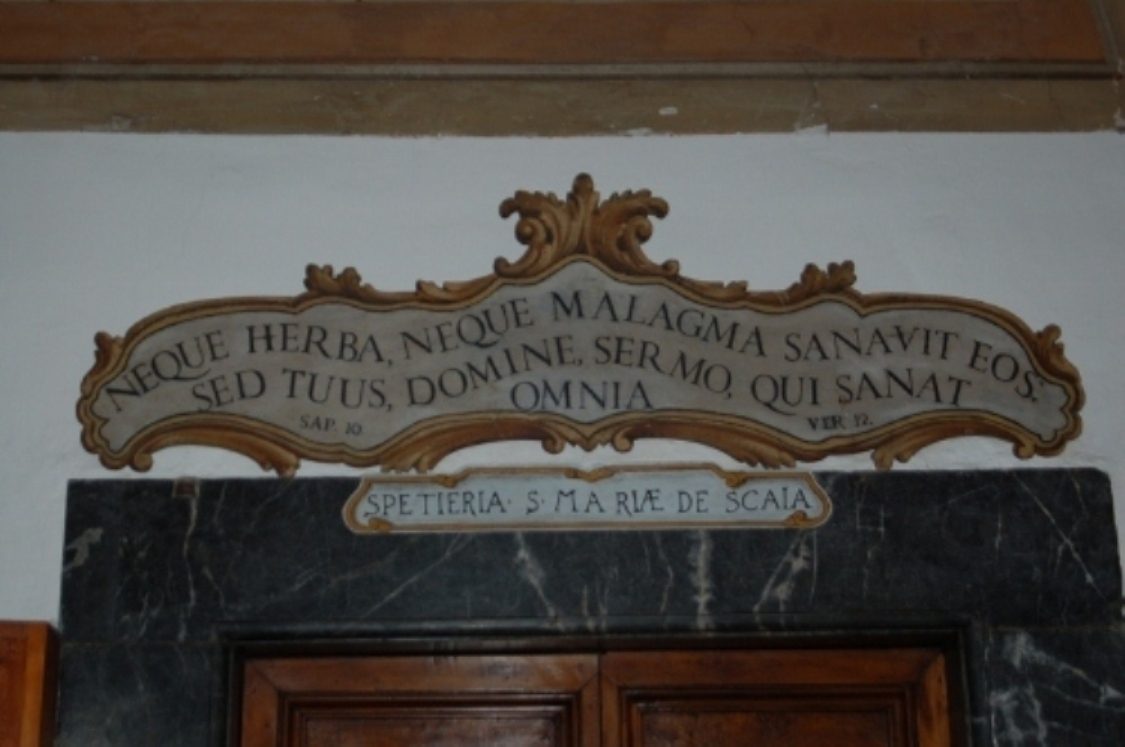 NEQUE HERBA, NEQUE MALAGMA SANAVIT EOS:
SED TUUS, DOMINE, SERMO, QUI SANAT
OMNIA
SAP. 10. VER 12.
SPETIERIA · S · MARIÆ DE SCALA